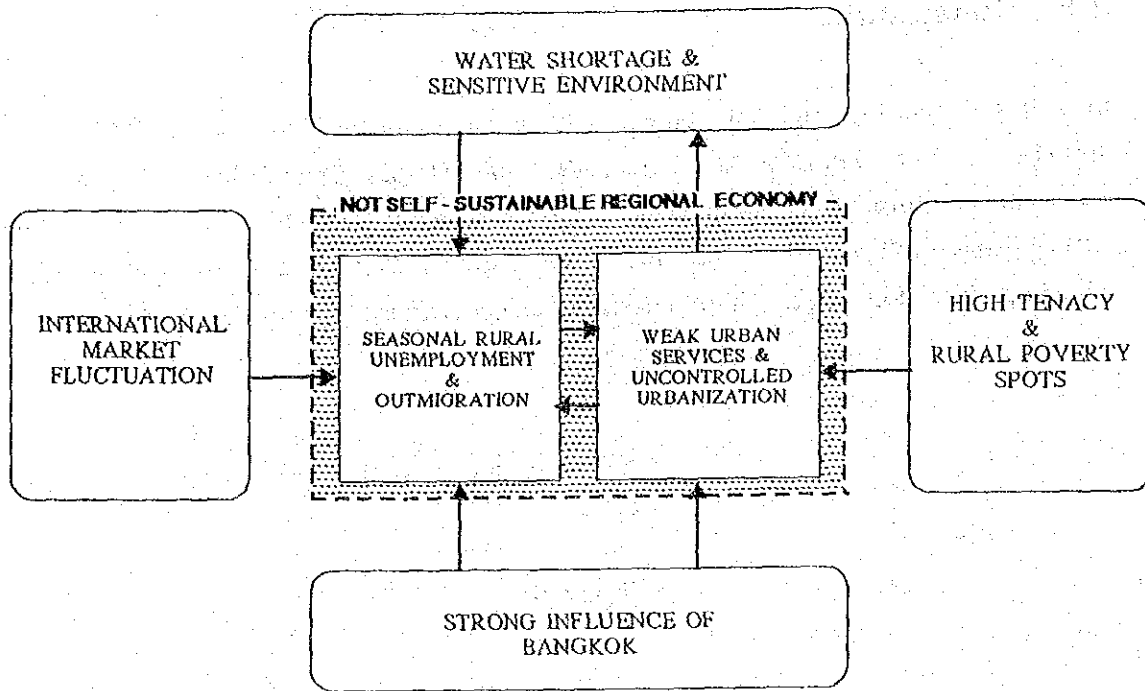 WATER SHORTAGE &
SENSITIVE ENVIRONMENT
NOT SELF - SUSTAINABLE REGIONAL ECONOMY
INTERNATIONAL
MARKET
FLUCTUATION
SEASONAL RURAL
UNEMPLOYMENT
&
OUTMIGRATION
WEAK URBAN
SERVICES &
UNCONTROLLED
URBANIZATION
HIGH TENACY
&
RURAL POVERTY
SPOTS
STRONG INFLUENCE OF
BANGKOK